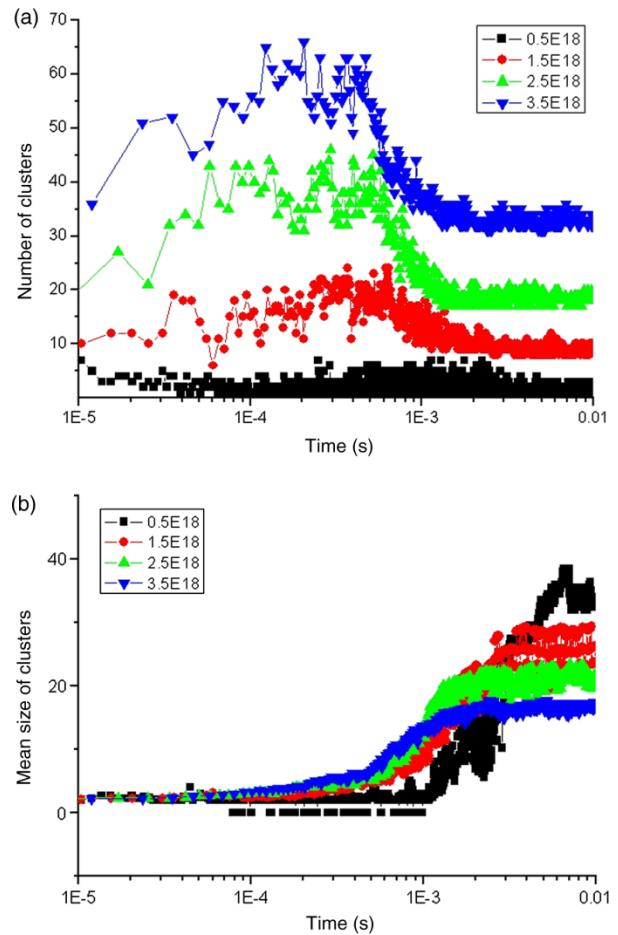 (a)
70
60
50
40
30
20
10
Number of clusters
0.5E18
1.5E18
2.5E18
3.5E18
1E-5
1E-4
1E-3
0.01
Time (s)
(b)
40
20
0
Mean size of clusters
0.5E18
1.5E18
2.5E18
3.5E18
1E-5
1E-4
1E-3
0.01
Time (s)